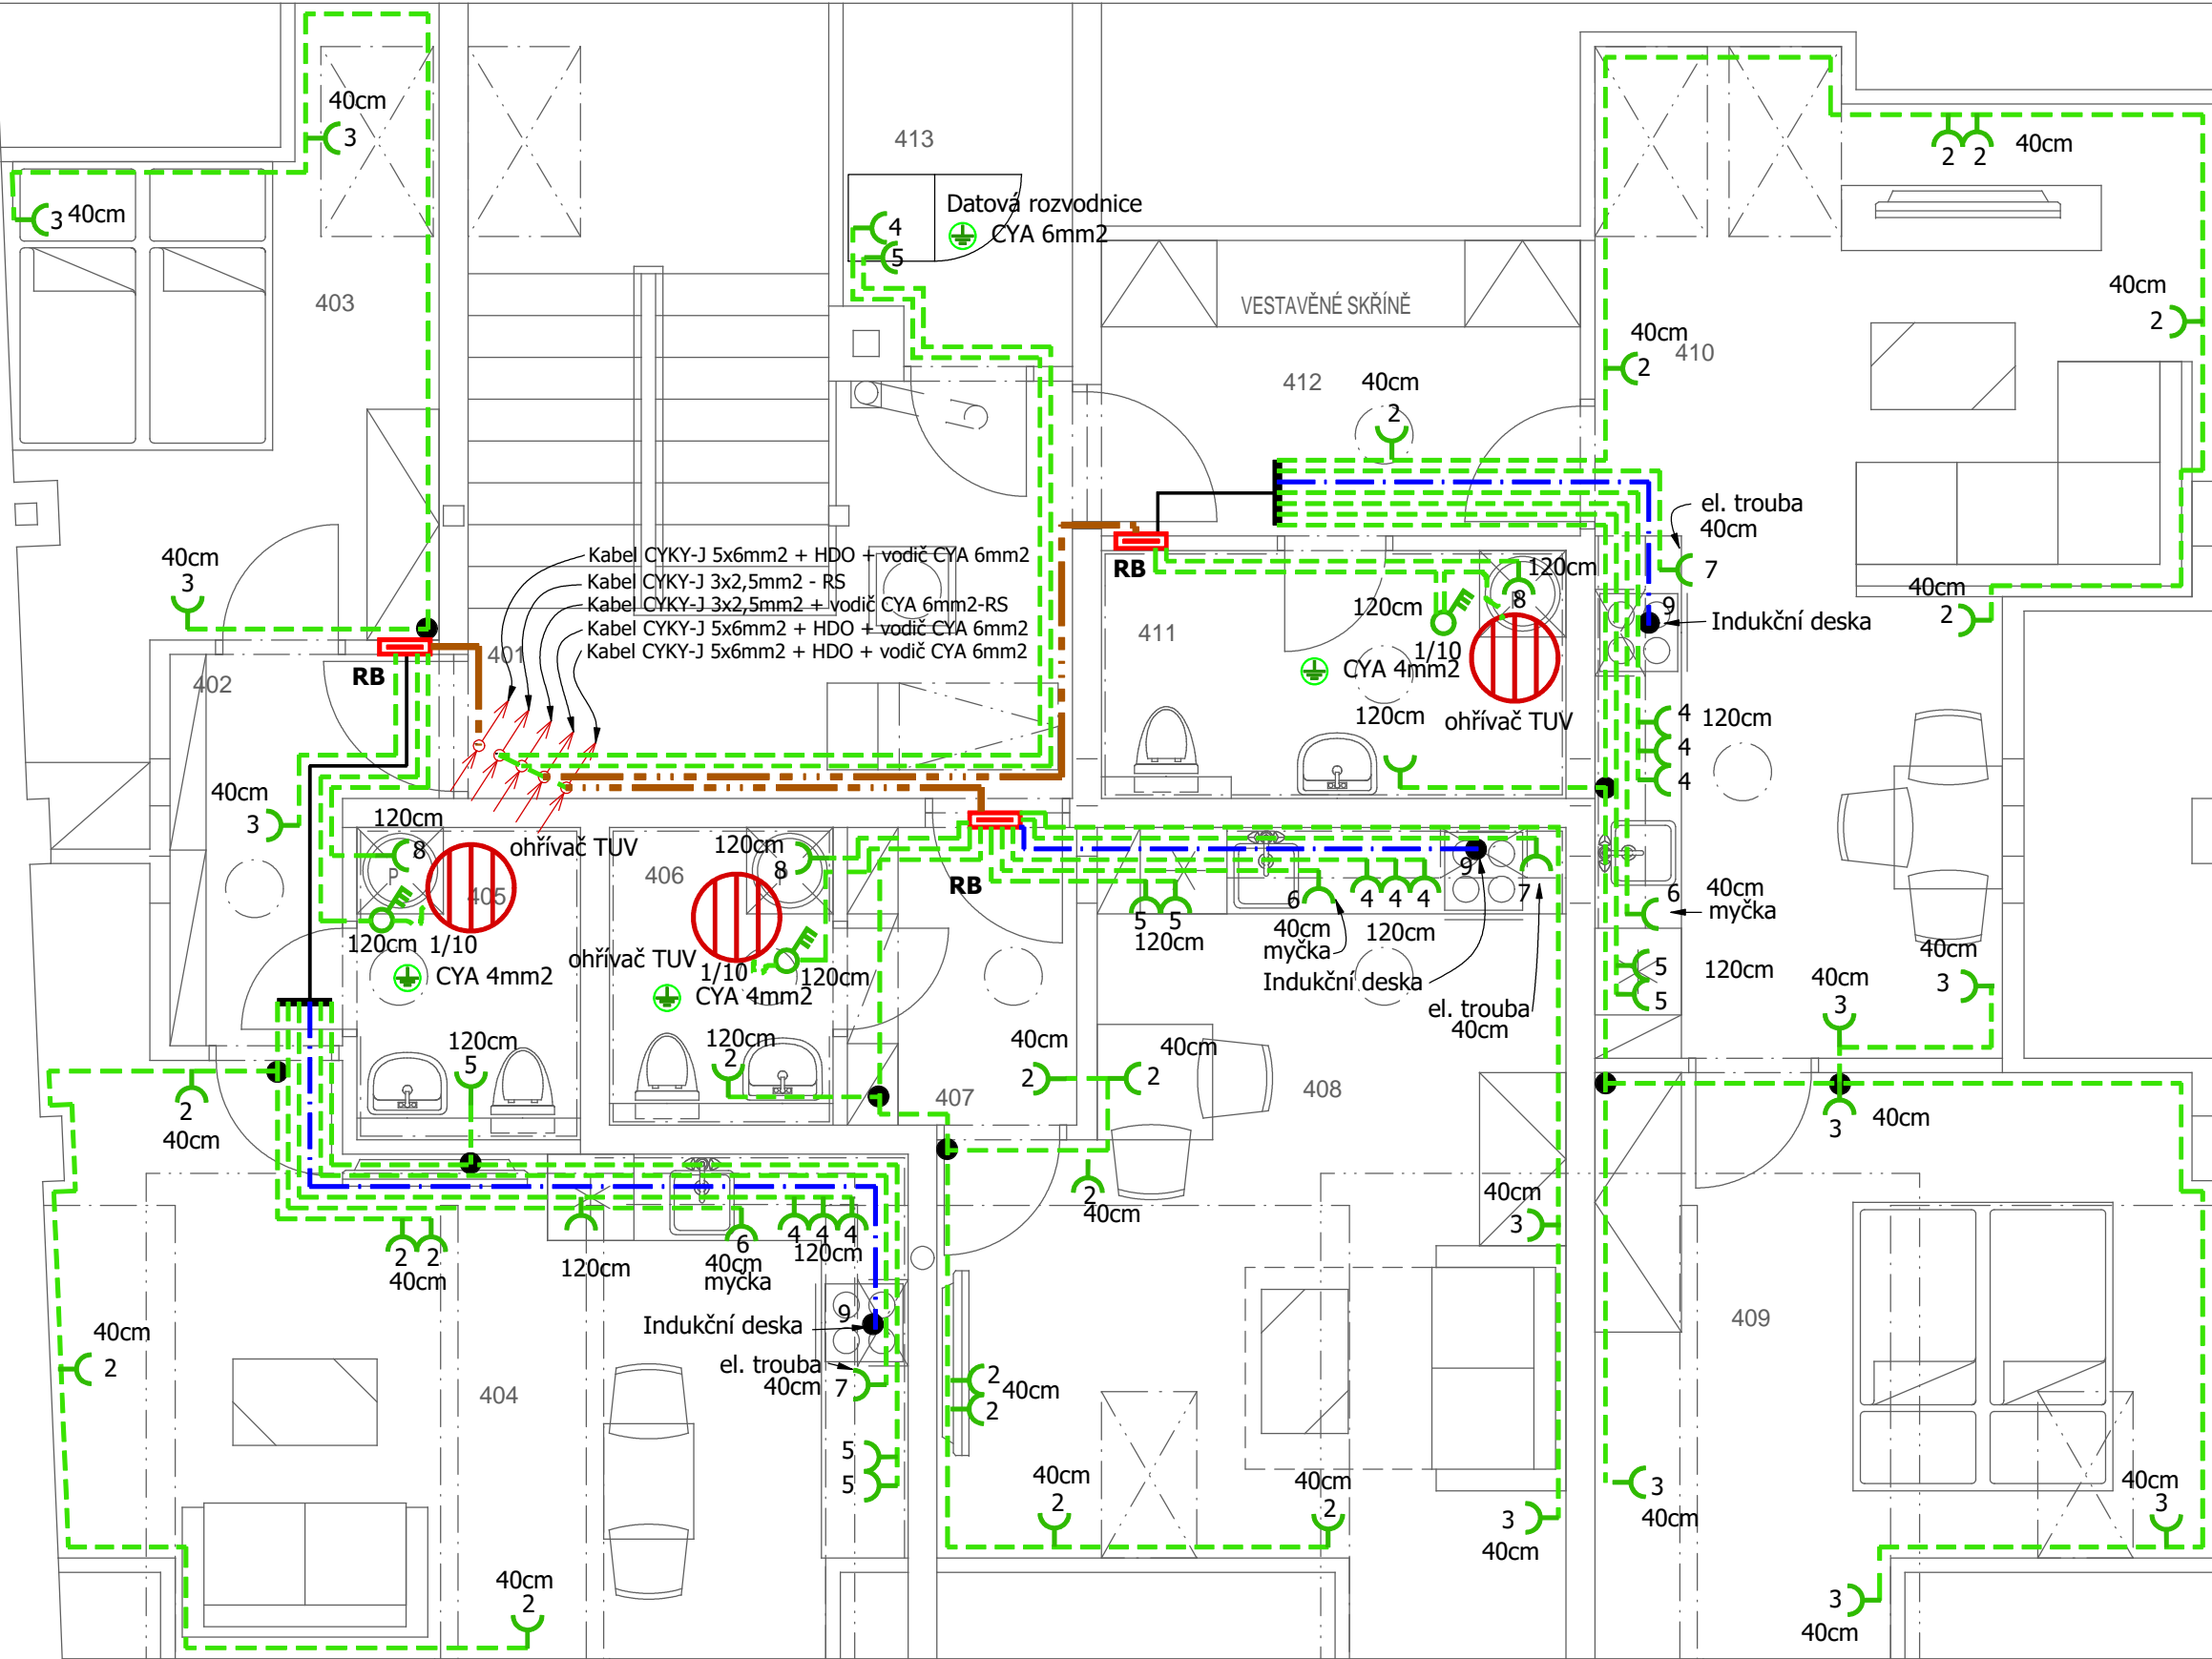 40cm
3
3 40cm
403
413
Datová rozvodnice
CYA 6mm2
4
5
VESTAVĚNÉ SKŘÍNĚ
412
40cm
2
2
2
40cm
40cm
2
40cm
2
410
el. trouba
40cm
7
40cm
2
9
Indukční deska
Kabel CYKY-J 5x6mm2 + HDO + vodič CYA 6mm2
Kabel CYKY-J 3x2,5mm2 - RS
Kabel CYKY-J 3x2,5mm2 + vodič CYA 6mm2-RS
Kabel CYKY-J 5x6mm2 + HDO + vodič CYA 6mm2
Kabel CYKY-J 5x6mm2 + HDO + vodič CYA 6mm2
40cm
3
RB
402
401
RB
120cm
8
120cm
1/10
411
CYA 4mm2
120cm
ohřívač TUV
4
120cm
4
4
40cm
3
120cm
8
P
ohřívač TUV
405
120cm
1/10
CYA 4mm2
406
120cm
8
P
ohřívač TUV
1/10
120cm
CYA 4mm2
RB
5
5
120cm
6
40cm
myčka
4
4
4
120cm
9
7
Indukční deska
el. trouba
40cm
6
40cm
myčka
5
120cm
5
40cm
3
40cm
3
3
40cm
120cm
5
120cm
2
2
40cm
407
40cm
2
40cm
2
408
2
40cm
2
2
40cm
120cm
6
40cm
myčka
4
4
4
120cm
9
Indukční deska
el. trouba
40cm
7
5
5
40cm
2
404
40cm
2
2
40cm
2
40cm
2
40cm
2
40cm
3
3
40cm
409
3
40cm
40cm
3
3
40cm